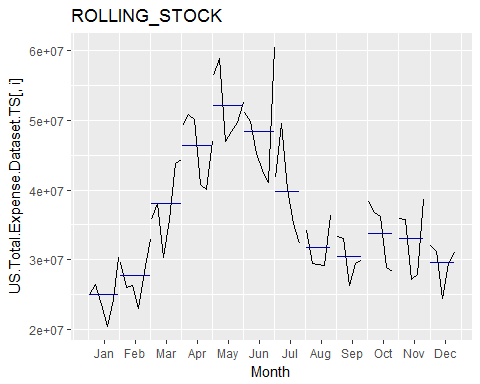 ROLLING_STOCK
US.Total.Expense.Dataset.TS[, i]
6e+07
5e+07
4e+07
3e+07
2e+07
Jan Feb Mar Apr May Jun Jul Aug Sep Oct Nov Dec
Month